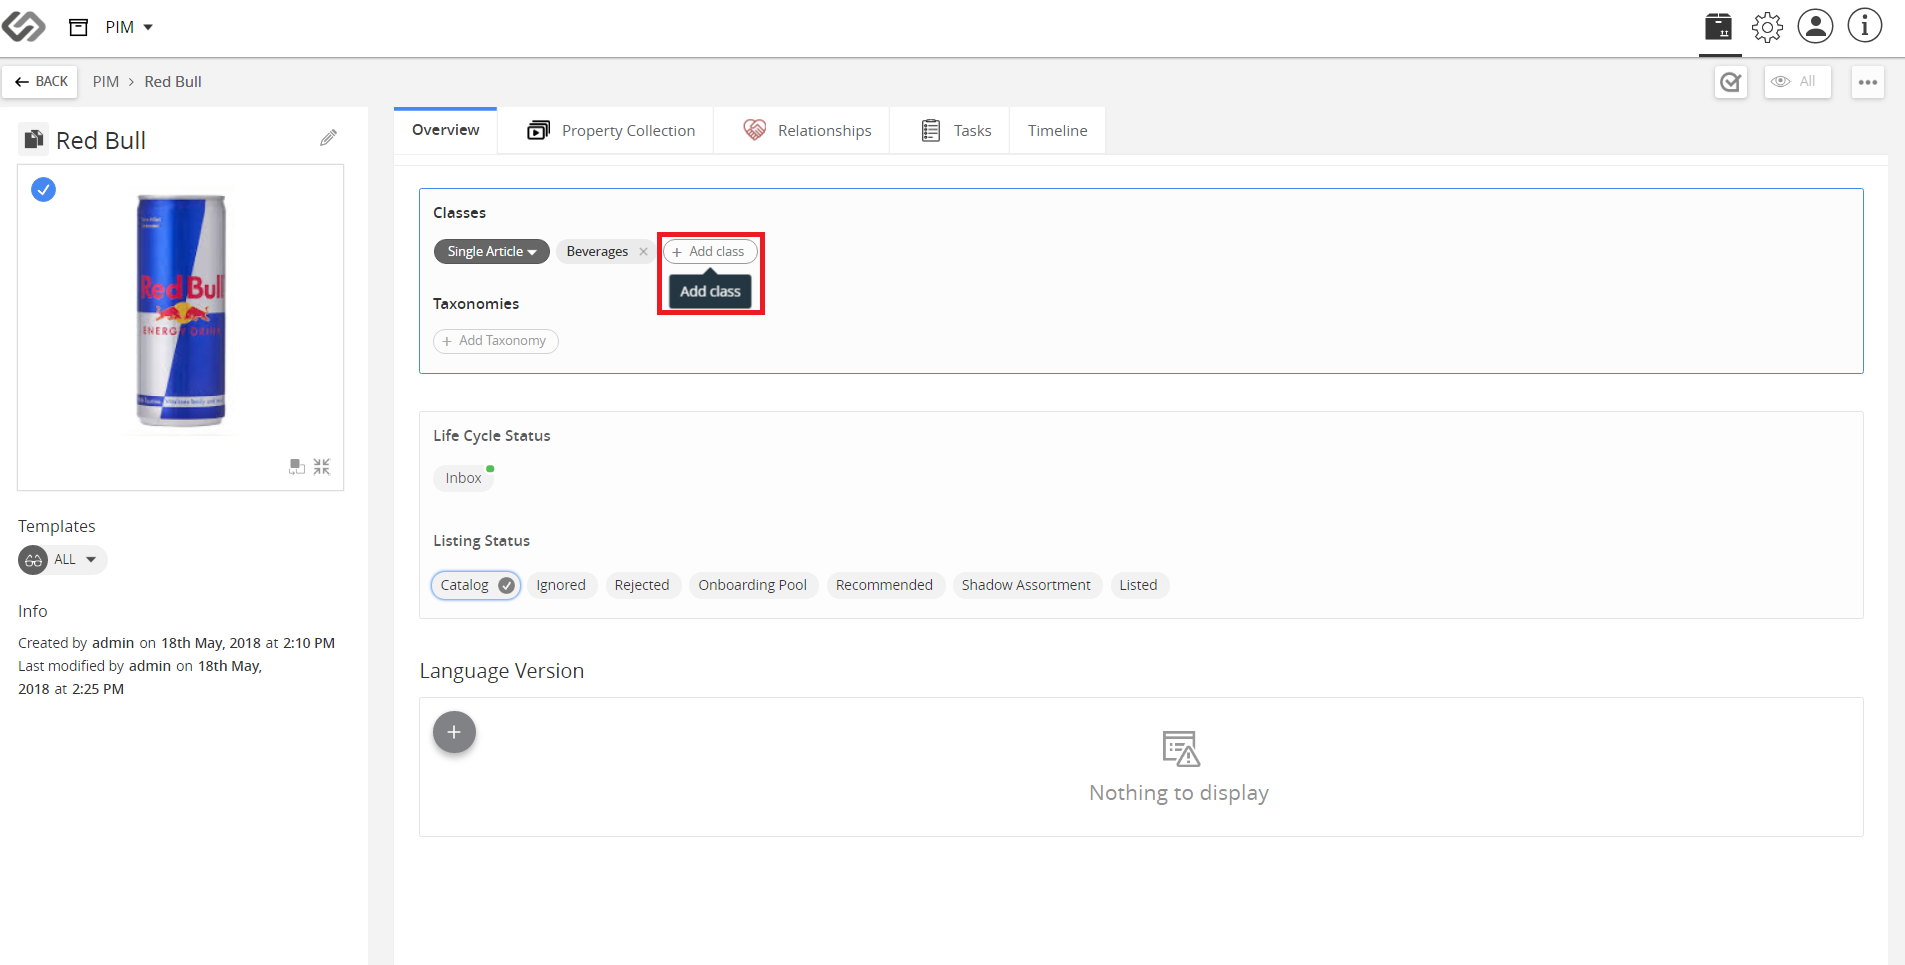 PIM
BACK PIM > Red Bull
All
Red Bull
Red Bull
ENERGY DRINK
Templates
ALL
Info
Created by admin on 18th May, 2018 at 2:10 PM
Last modified by admin on 18th May,
2018 at 2:25 PM
Overview
Property Collection
Relationships
Tasks
Timeline
Classes
Single Article
Beverages ×
+ Add class
Add class
Taxonomies
+ Add Taxonomy
Life Cycle Status
Inbox
Listing Status
Catalog
Ignored
Rejected
Onboarding Pool
Recommended
Shadow Assortment
Listed
Language Version
+
Nothing to display